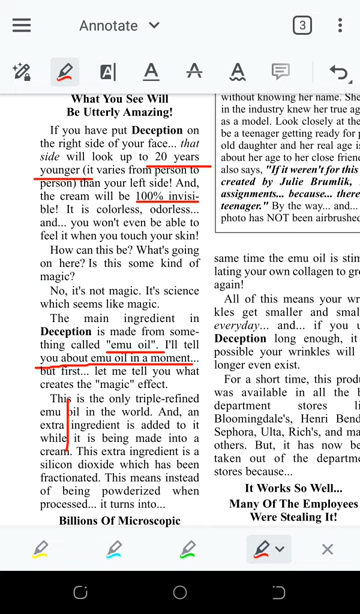 Annotate
3
What You See Will
Be Utterly Amazing!
If you have put Deception on
the right side of your face... that
side will look up to 20 years
younger (it varies from person to
person) than your left side! And,
the cream will be 100% invisi-
ble! It is colorless, odorless...
and... you won't even be able to
feel it when you touch your skin!
How can this be? What's going
on here? Is this some kind of
magic?
No, it's not magic. It's science
which seems like magic.
The main ingredient in
Deception is made from some-
thing called "emu oil". I'll tell
you about emu oil in a moment...
but first... let me tell you what
creates the "magic" effect.
This is the only triple-refined
emu oil in the world. And, an
extra ingredient is added to it
while it is being made into a
cream. This extra ingredient is a
silicon dioxide which has been
fractionated. This means instead
of being powderized when
processed... it turns into...
Billions Of Microscopic
without knowing her name. She
in the industry knew her true ag
as a model. Look closely at the
be a teenager getting ready for p
old daughter and her real age is
about her age to her close friend
also says, "If it weren't for this
created by Julie Brumlik,
assignments... because... there
teenager." By the way... and...
photo has NOT been airbrushed
same time the emu oil is stim
lating your own collagen to gro
again!
All of this means your wr
kles get smaller and smal
everyday... and... if you u
Deception long enough, it
possible your wrinkles will
longer even exist.
For a short time, this produ
was available in all the b
department stores li
Bloomingdale's, Henri Bend
Sephora, Ulta, Rich's, and ma
others. But, it has now be
taken out of the departme
stores because...
It Works So Well...
Many Of The Employees
Were Stealing It!